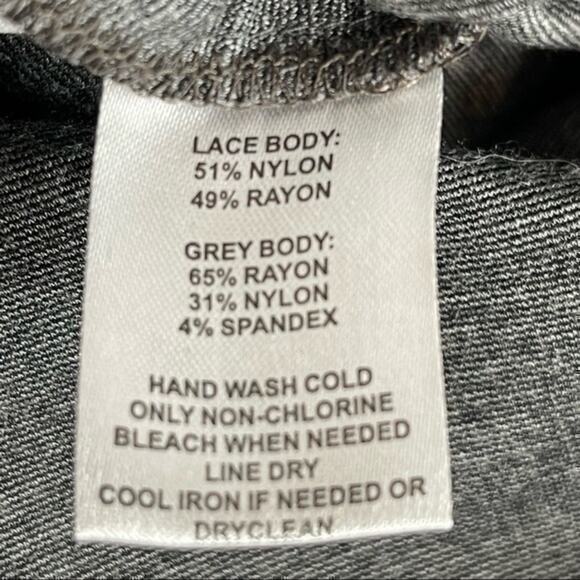 LACE BODY:
51% NYLON
49% RAYON
GREY BODY:
65% RAYON
31% NYLON
4% SPANDEX
HAND WASH COLD
ONLY NON-CHLORINE
BLEACH WHEN NEEDED
LINE DRY
COOL IRON IF NEEDED OR
DRYCLEAN